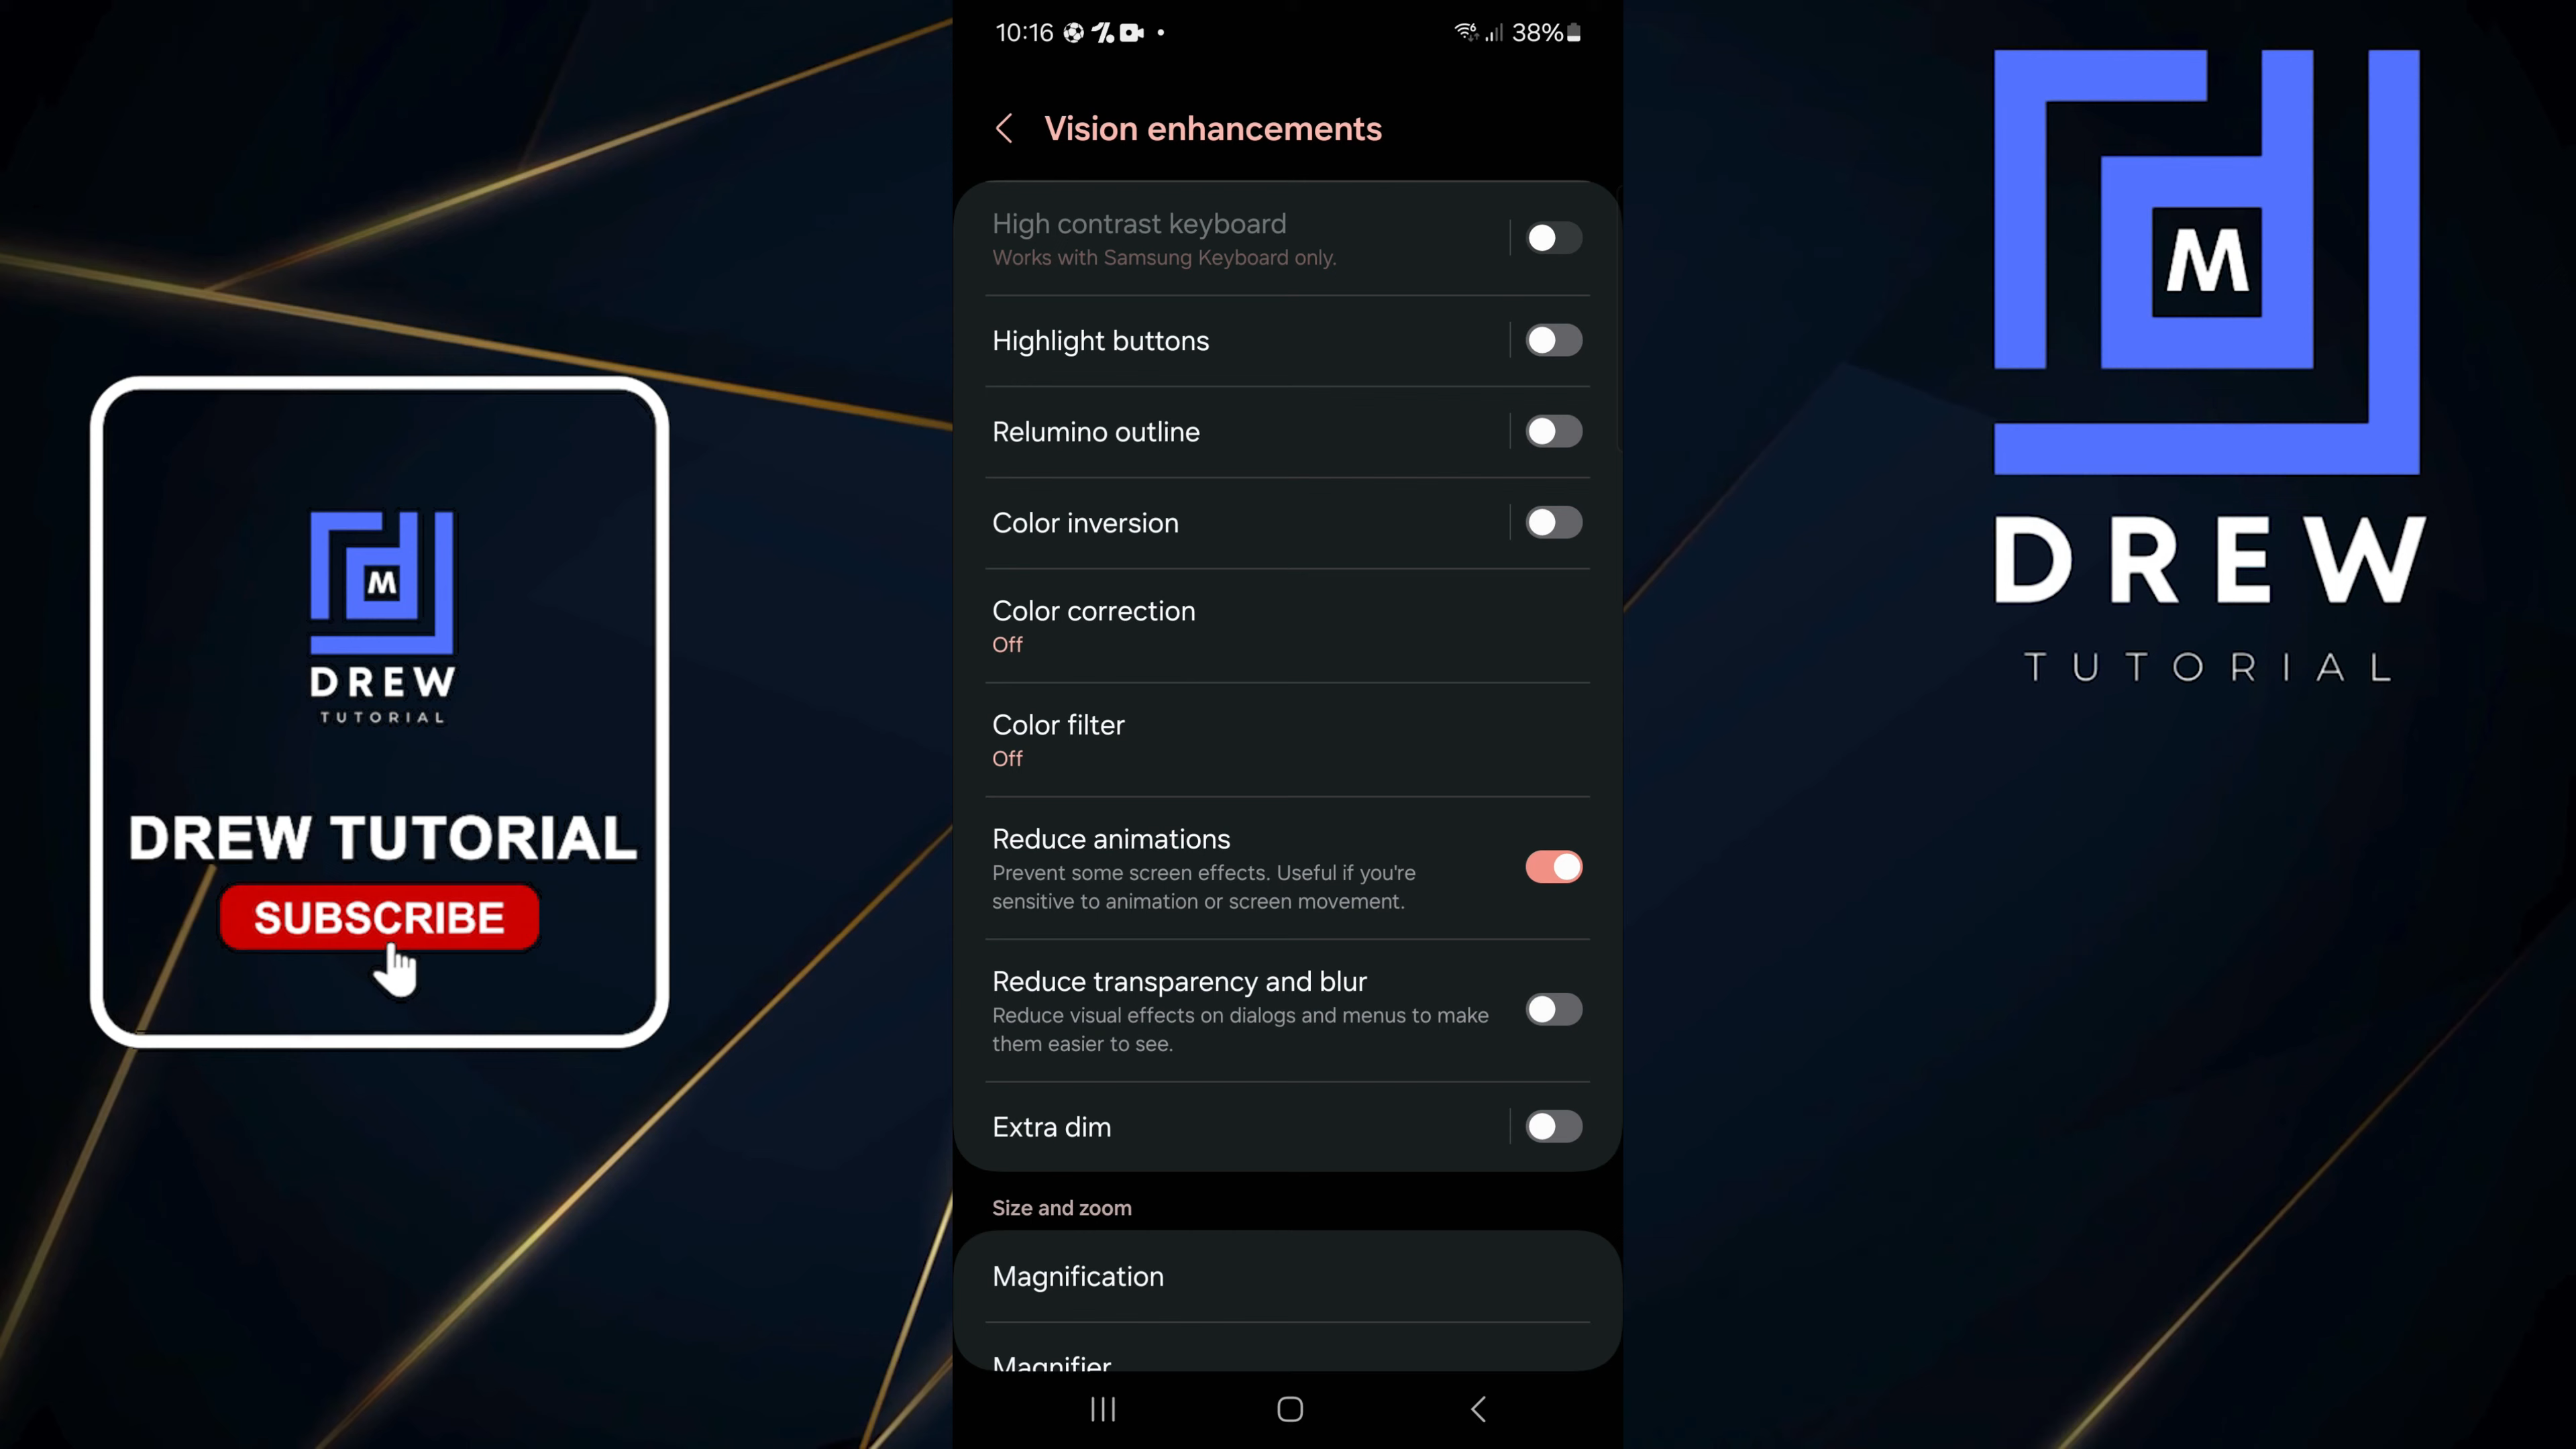 10:16
38%
Vision enhancements
High contrast keyboard
Works with Samsung Keyboard only.
Highlight buttons
Relumino outline
Color inversion
Color correction
Off
Color filter
Off
Reduce animations
Prevent some screen effects. Useful if you're
sensitive to animation or screen movement.
Reduce transparency and blur
Reduce visual effects on dialogs and menus to make
them easier to see.
Extra dim
Size and zoom
Magnification
Magnifier
M
DREW
TUTORIAL
DREW TUTORIAL
SUBSCRIBE
M
DREW
TUTORIAL